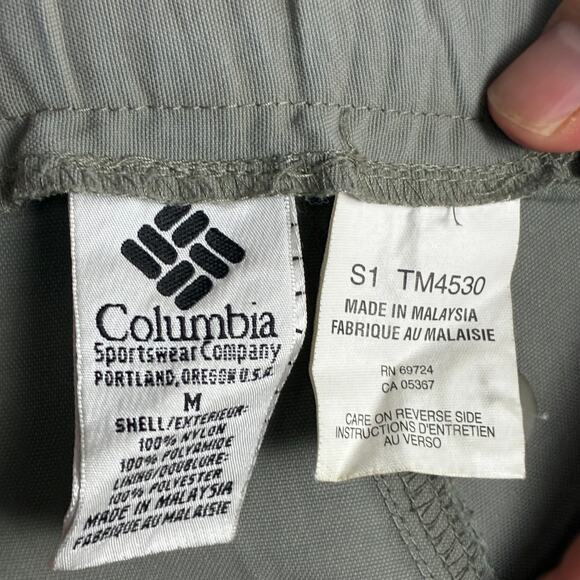 Columbia
Sportswear Company
PORTLAND, OREGON U.S.A.
M
SHELL/EXTERIEUR:
100% NYLON
100% POLYAMIDE
LINING/DOUBLURE:
100% POLYESTER
MADE IN MALAYSIA
FABRIQUE AU MALAISIE
S1 TM4530
MADE IN MALAYSIA
FABRIQUE AU MALAISIE
RN 69724
CA 05367
CARE ON REVERSE SIDE
INSTRUCTIONS D'ENTRETIEN
AU VERSO